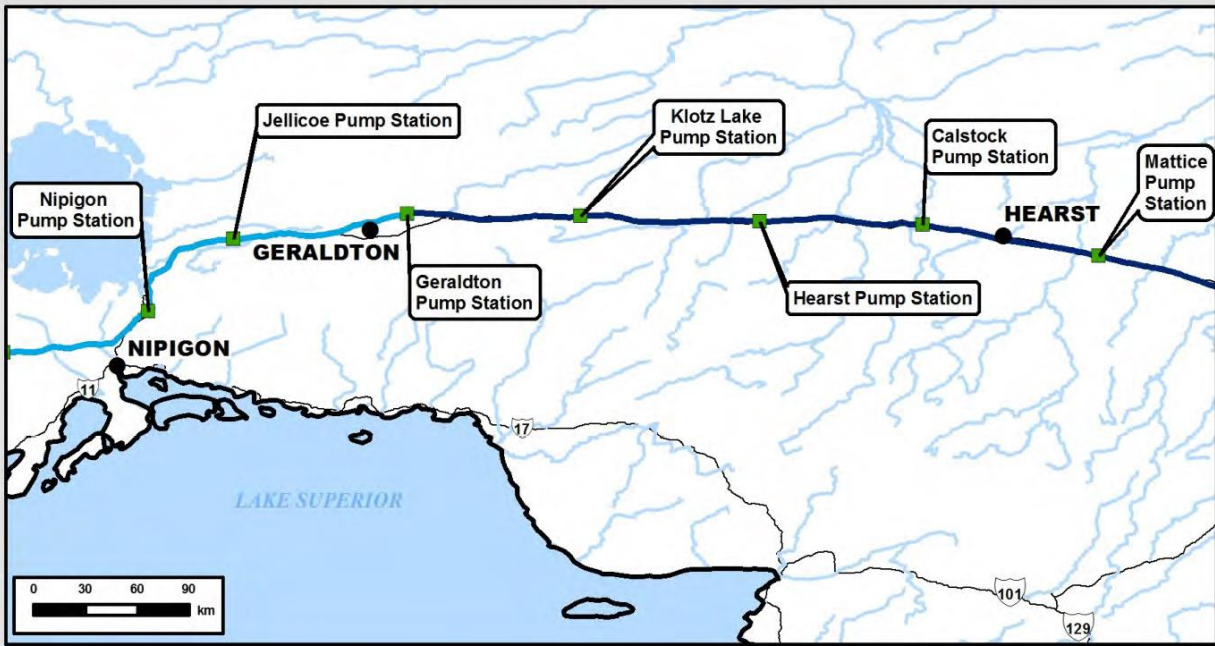 Jellicoe Pump Station
Klotz Lake
Pump Station
Calstock
Pump Station
Mattice
Pump
Station
Nipigon
Pump Station
HEARST
GERALDTON
Geraldton
Pump Station
Hearst Pump Station
NIPIGON
11
17
LAKE SUPERIOR
0 30 60 90
km
101
129